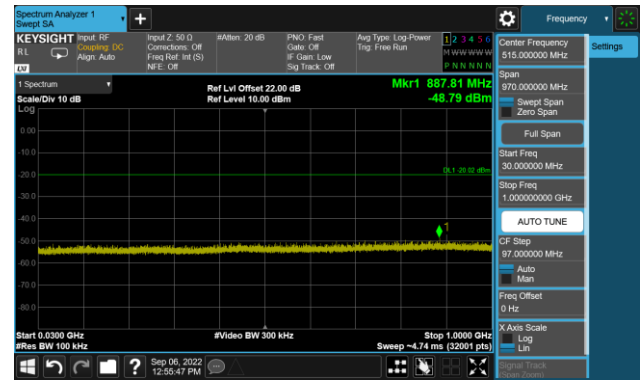 Spectrum Analyzer 1
Swept SA
Frequency
KEYSIGHT
RL
LXI
Input: RF
Coupling: DC
Align: Auto
Input Z: 50 Ω
Corrections: Off
Freq Ref: Int (S)
NFE: Off
#Atten: 20 dB
PNO: Fast
Gate: Off
IF Gain: Low
Sig Track: Off
Avg Type: Log-Power
Trig: Free Run
1 2 3 4 5 6
M W W W W W
P N N N N N
Center Frequency
515.000000 MHz
Settings
Span
970.000000 MHz
Swept Span
Zero Span
Full Span
Start Freq
30.000000 MHz
Stop Freq
1.000000000 GHz
AUTO TUNE
CF Step
97.000000 MHz
Auto
Man
Freq Offset
0 Hz
X Axis Scale
Log
Lin
Signal Track
(Span Zoom)
1 Spectrum
Scale/Div 10 dB
Log
Ref Lvl Offset 22.00 dB
Ref Level 10.00 dBm
Mkr1 887.81 MHz
-48.79 dBm
0.00
-10.0
-20.0
DL1 -20.02 dBm
-30.0
-40.0
1
-50.0
-60.0
-70.0
-80.0
Start 0.0300 GHz
#Res BW 100 kHz
#Video BW 300 kHz
Stop 1.0000 GHz
Sweep ~4.74 ms (32001 pts)
?
Sep 06, 2022
12:55:47 PM